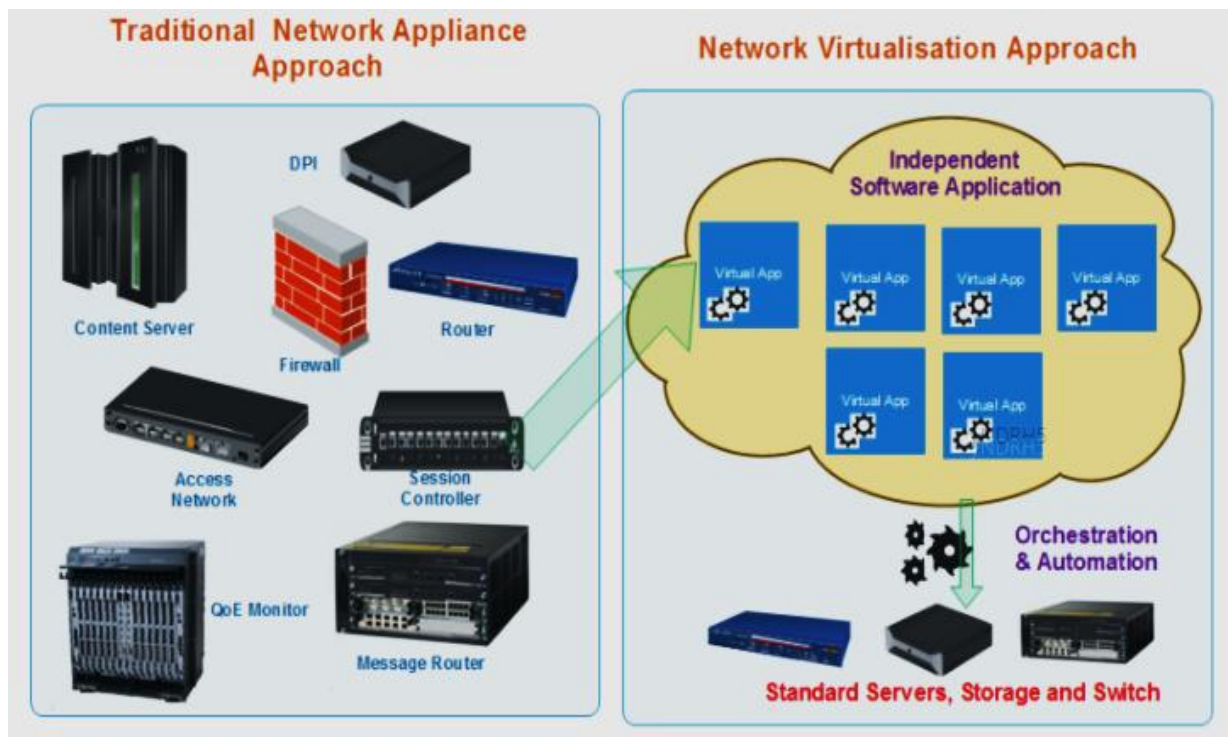 Traditional Network Appliance
Approach
Network Virtualisation Approach
DPI
Content Server
Firewall
Router
Access
Network
Session
Controller
QoE Monitor
Message Router
Independent
Software Application
Virtual App
Virtual App
Virtual App
Virtual App
Virtual App
Virtual App
Orchestration
& Automation
Standard Servers, Storage and Switch